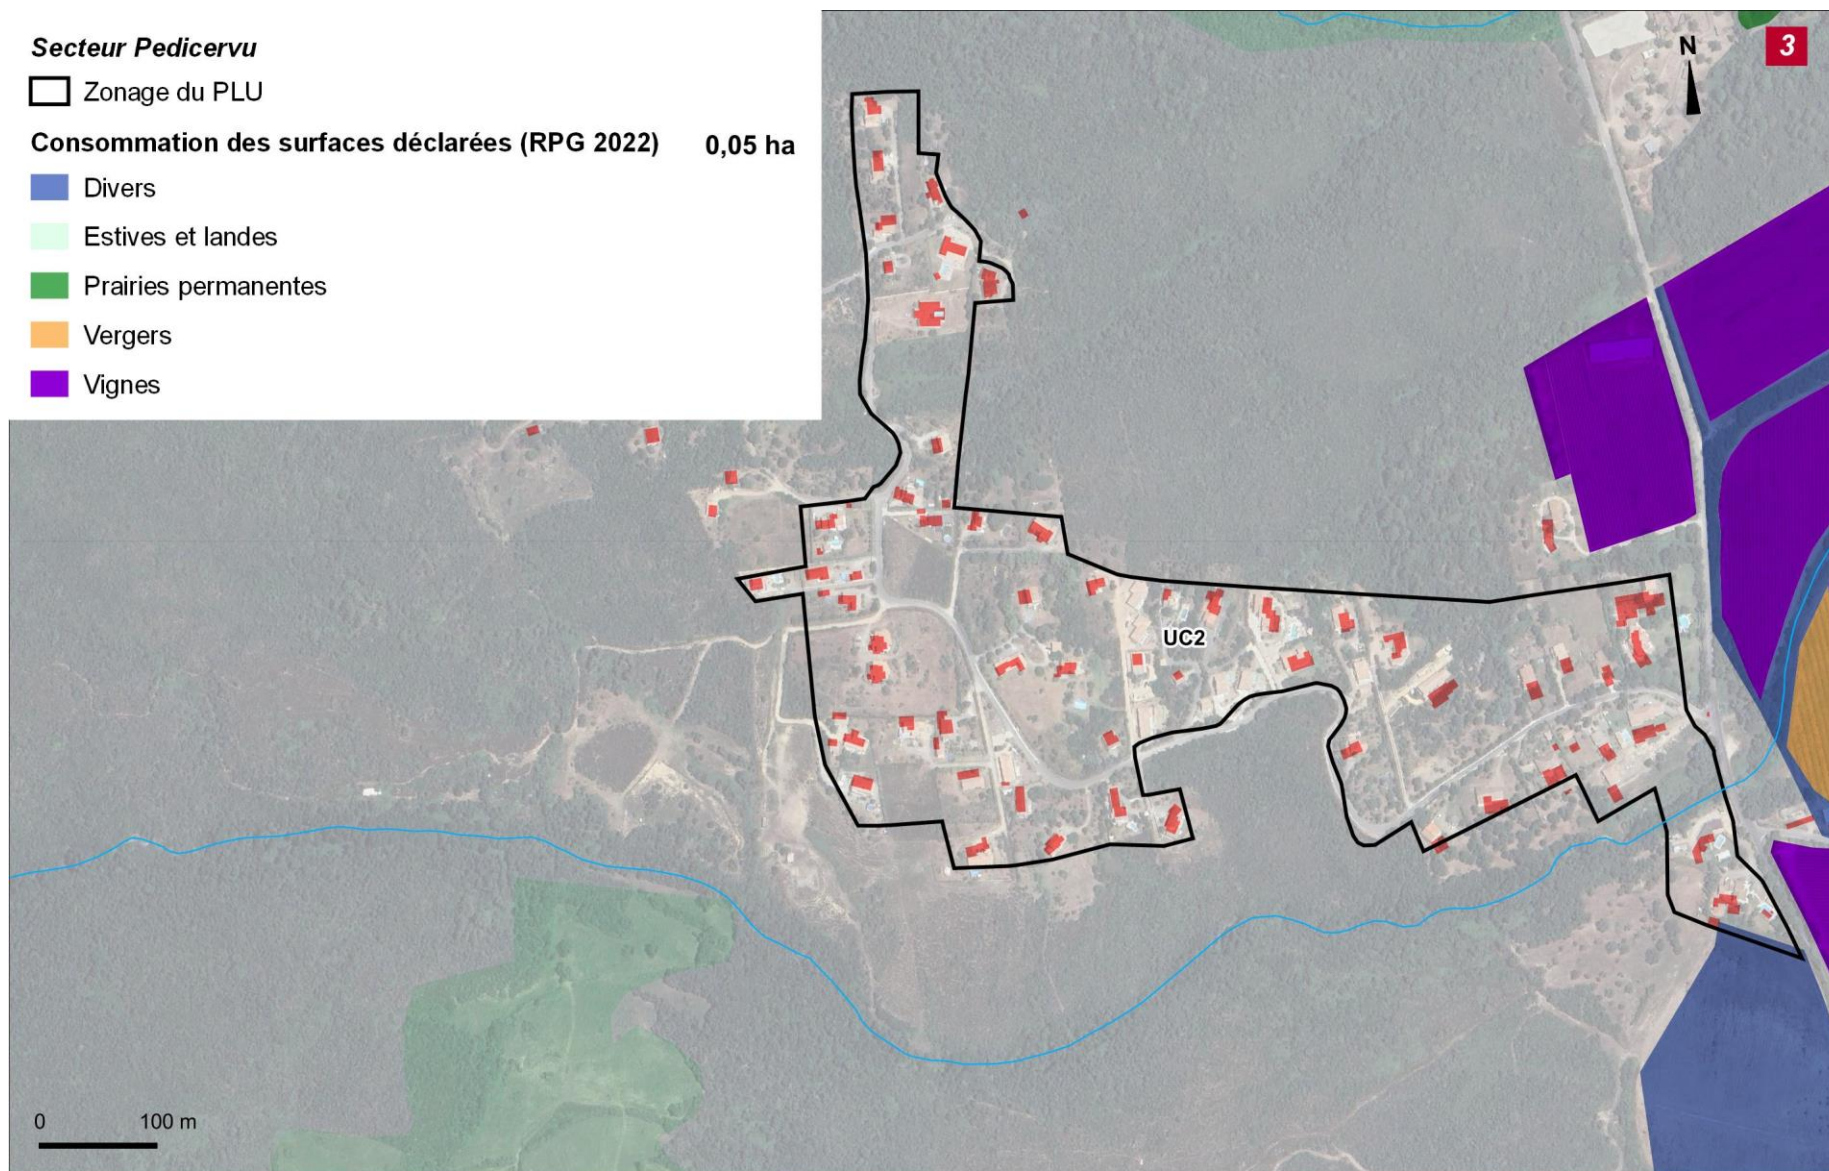 Secteur Pedicervu
Zonage du PLU
Consommation des surfaces déclarées (RPG 2022) 0,05 ha
Divers
Estives et landes
Prairies permanentes
Vergers
Vignes
N
3
UC2
0 100 m